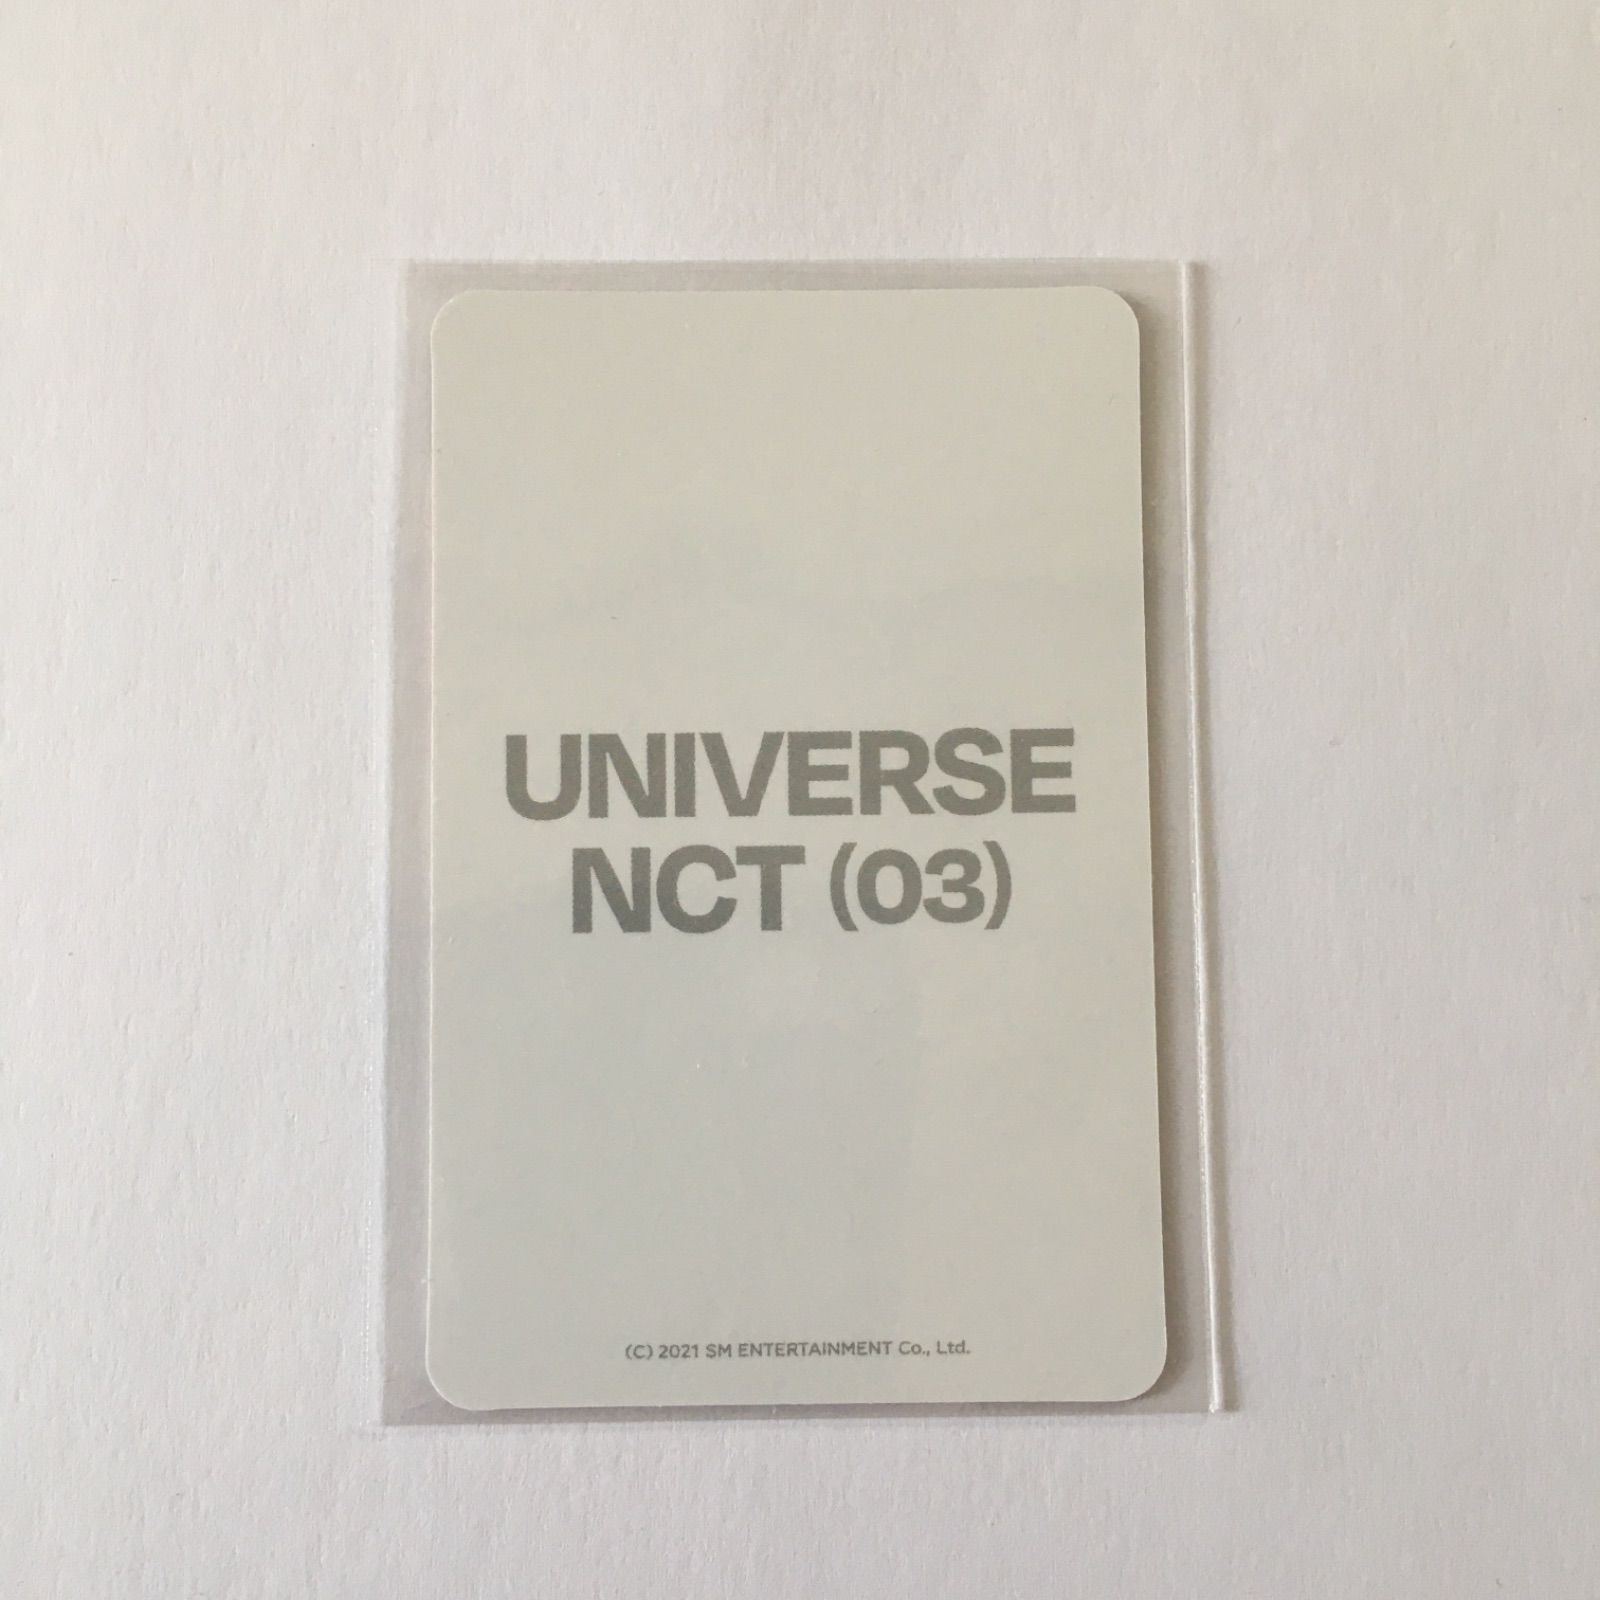 UNIVERSE
NCT (03)
(C) 2021 SM ENTERTAINMENT Co., Ltd.